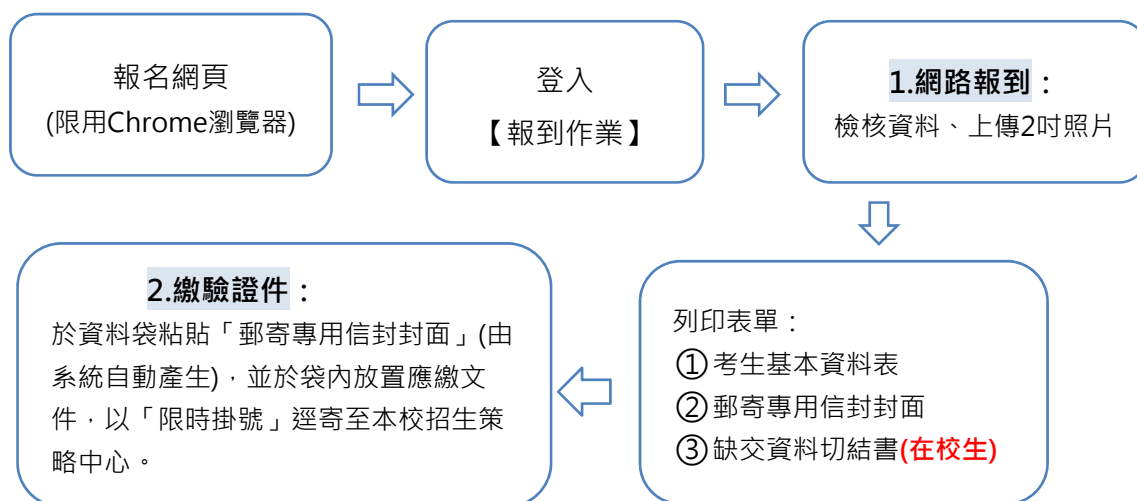 報名網頁
(限用Chrome瀏覽器)
登入
【報到作業】
1.網路報到：
檢核資料、上傳2吋照片
列印表單：
①考生基本資料表
②郵寄專用信封封面
③缺交資料切結書(在校生)
2.繳驗證件：
於資料袋粘貼「郵寄專用信封封面」(由
系統自動產生)，並於袋內放置應繳文
件，以「限時掛號」逕寄至本校招生策
略中心。